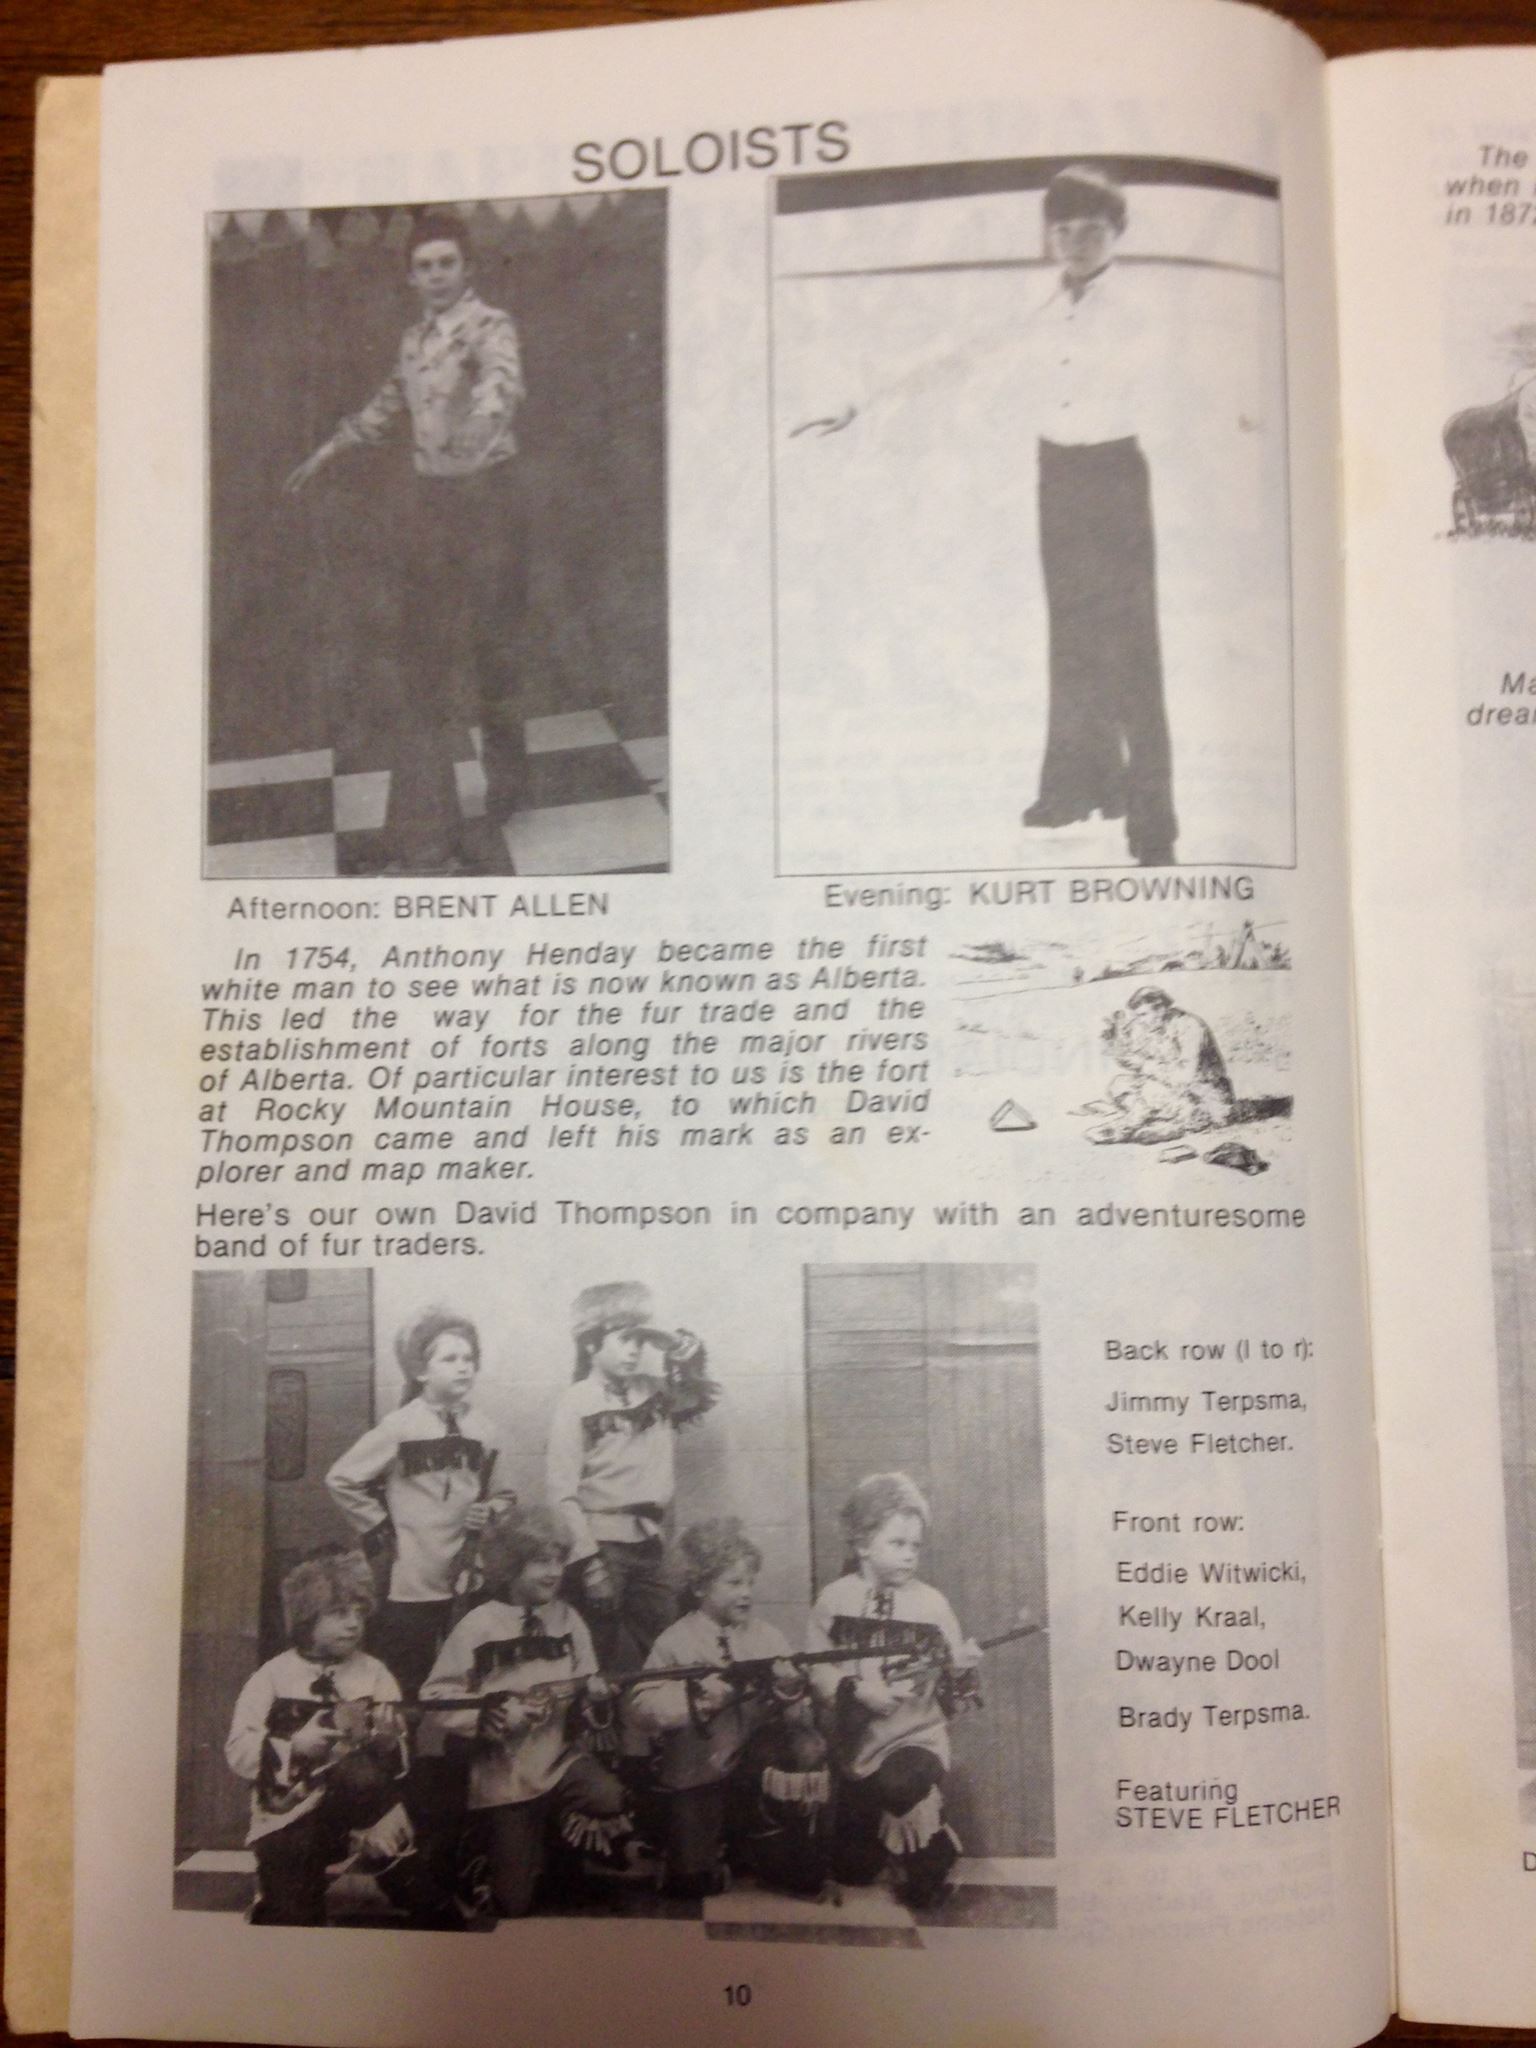 SOLOISTS
Afternoon: BRENT ALLEN
Evening: KURT BROWNING
In 1754, Anthony Henday became the first
white man to see what is now known as Alberta.
This led the way for the fur trade and the
establishment of forts along the major rivers
of Alberta. Of particular interest to us is the fort
at Rocky Mountain House, to which David
Thompson came and left his mark as an ex-
plorer and map maker.
Here's our own David Thompson in company with an adventuresome
band of fur traders.
Back row (l to r):
Jimmy Terpsma,
Steve Fletcher.
Front row:
Eddie Witwicki,
Kelly Kraal,
Dwayne Dool
Brady Terpsma.
Featuring
STEVE FLETCHER
10
The
when
in 187
Ma
drea
D